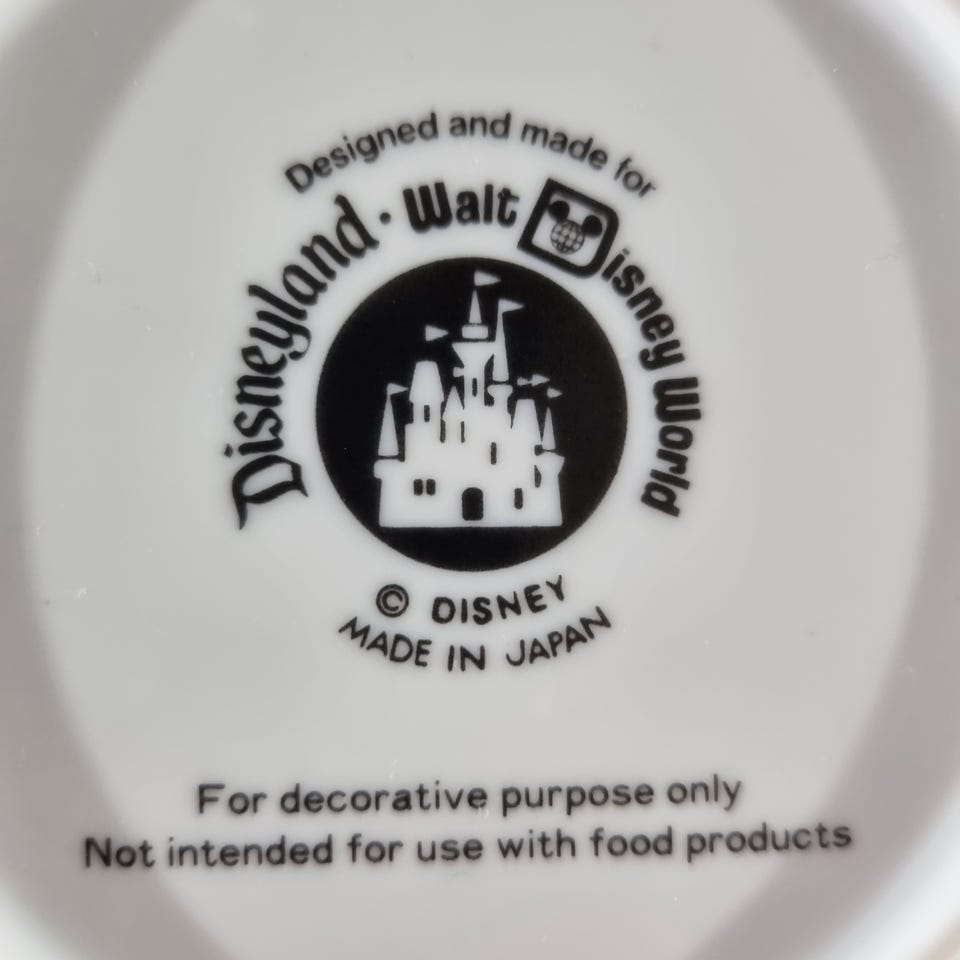 Designed and made for
Disneyland · Walt Disney World
© DISNEY
MADE IN JAPAN
For decorative purpose only
Not intended for use with food products